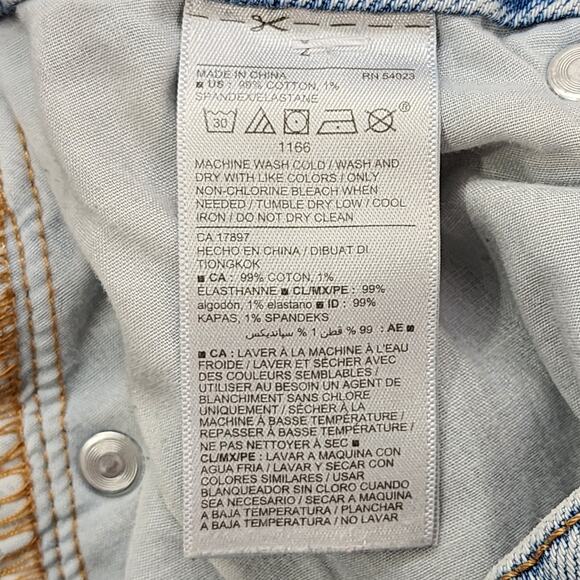 2
MADE IN CHINA RN 54023
US : 99% COTTON, 1%
SPANDEX/ELASTANE
30
®
1166
MACHINE WASH COLD / WASH AND
DRY WITH LIKE COLORS / ONLY
NON-CHLORINE BLEACH WHEN
NEEDED / TUMBLE DRY LOW / COOL
IRON / DO NOT DRY CLEAN
CA 17897
HECHO EN CHINA / DIBUAT DI
TIONGKOK
CA : 99% COTON, 1%
ÉLASTHANNE CL/MX/PE : 99%
algodón, 1% elastano ID : 99%
KAPAS, 1% SPANDEKS
AE : 99 % قطن 1 % سپاندیکس
CA : LAVER À LA MACHINE À L'EAU
FROIDE / LAVER ET SÉCHER AVEC
DES COULEURS SEMBLABLES /
UTILISER AU BESOIN UN AGENT DE
BLANCHIMENT SANS CHLORE
UNIQUEMENT / SÉCHER À LA
MACHINE À BASSE TEMPÉRATURE /
REPASSER À BASSE TEMPÉRATURE /
NE PAS NETTOYER À SEC
CL/MX/PE : LAVAR A MAQUINA CON
AGUA FRIA / LAVAR Y SECAR CON
COLORES SIMILARES / USAR
BLANQUEADOR SIN CLORO CUANDO
SEA NECESARIO / SECAR A MAQUINA
A BAJA TEMPERATURA / PLANCHAR
A BAJA TEMPERATURA / NO LAVAR